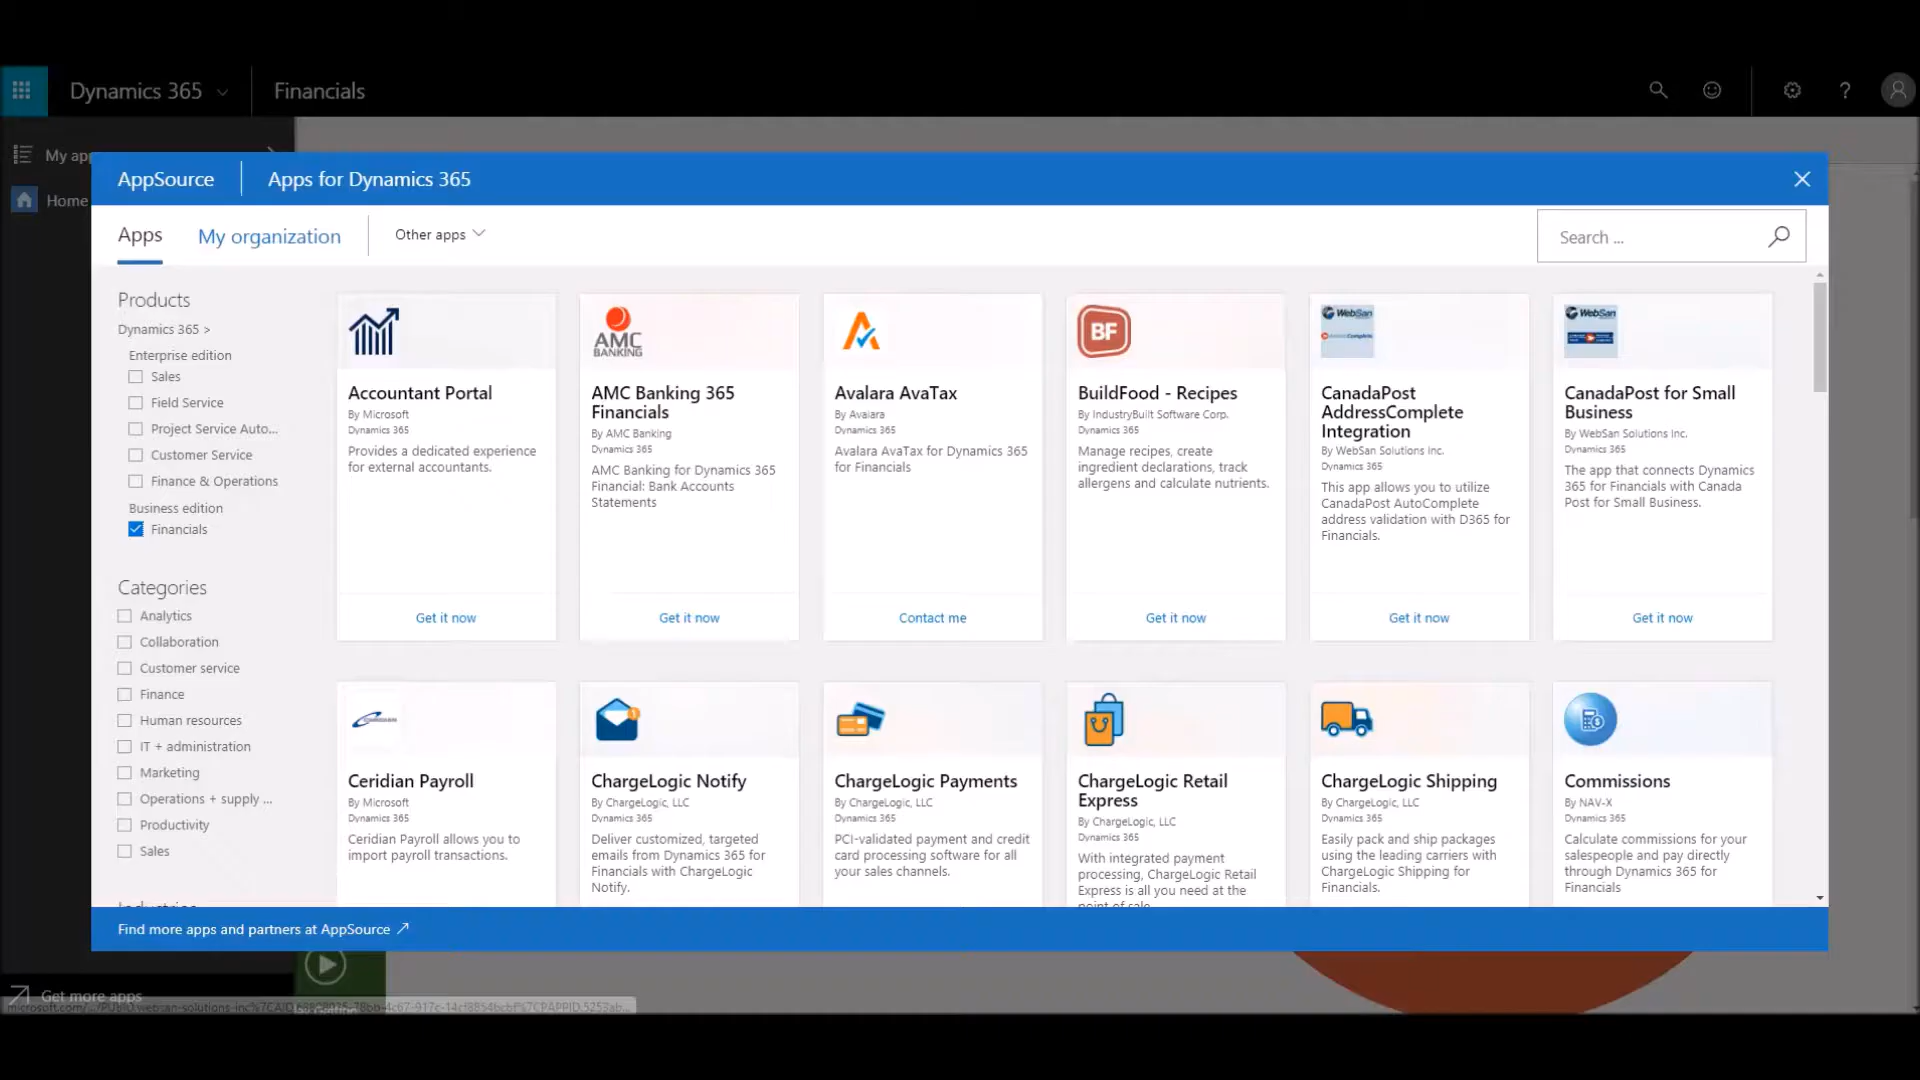 Dynamics 365
Financials
My app
Home
AppSource
Apps for Dynamics 365
Apps
My organization
Other apps
Search ...
Products
Dynamics 365 >
Enterprise edition
Sales
Field Service
Project Service Auto...
Customer Service
Finance & Operations
Business edition
Financials
Categories
Analytics
Collaboration
Customer service
Finance
Human resources
IT + administration
Marketing
Operations + supply ...
Productivity
Sales
Accountant Portal
By Microsoft
Dynamics 365
Provides a dedicated experience
for external accountants.
Get it now
AMC
BANKING
AMC Banking 365
Financials
By AMC Banking
Dynamics 365
AMC Banking for Dynamics 365
Financial: Bank Accounts
Statements
Get it now
Avalara AvaTax
By Avalara
Dynamics 365
Avalara AvaTax for Dynamics 365
for Financials
Contact me
BF
BuildFood - Recipes
By IndustryBuilt Software Corp.
Dynamics 365
Manage recipes, create
ingredient declarations, track
allergens and calculate nutrients.
Get it now
WebSan
CanadaPost
AddressComplete
Integration
By WebSan Solutions Inc.
Dynamics 365
This app allows you to utilize
CanadaPost AutoComplete
address validation with D365 for
Financials.
Get it now
WebSan
CanadaPost for Small
Business
By WebSan Solutions Inc.
Dynamics 365
The app that connects Dynamics
365 for Financials with Canada
Post for Small Business.
Get it now
Ceridian Payroll
By Microsoft
Dynamics 365
Ceridian Payroll allows you to
import payroll transactions.
ChargeLogic Notify
By ChargeLogic, LLC
Dynamics 365
Deliver customized, targeted
emails from Dynamics 365 for
Financials with ChargeLogic
Notify.
ChargeLogic Payments
By ChargeLogic, LLC
Dynamics 365
PCI-validated payment and credit
card processing software for all
your sales channels.
ChargeLogic Retail
Express
By ChargeLogic, LLC
Dynamics 365
With integrated payment
processing, ChargeLogic Retail
Express is all you need at the
point of sale
ChargeLogic Shipping
By ChargeLogic, LLC
Dynamics 365
Easily pack and ship packages
using the leading carriers with
ChargeLogic Shipping for
Financials.
Commissions
By NAV-X
Dynamics 365
Calculate commissions for your
salespeople and pay directly
through Dynamics 365 for
Financials
Find more apps and partners at AppSource
Get more apps